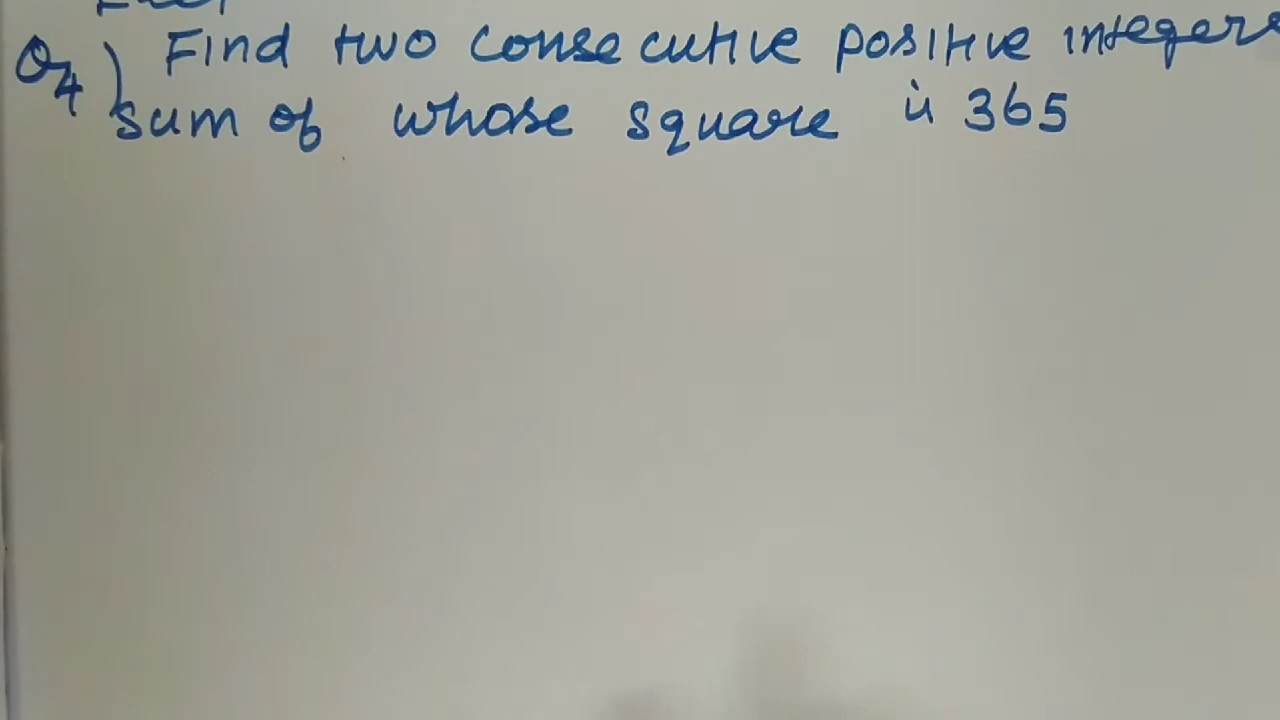 Q4) Find two consecutive positive integers
sum of whose square is 365